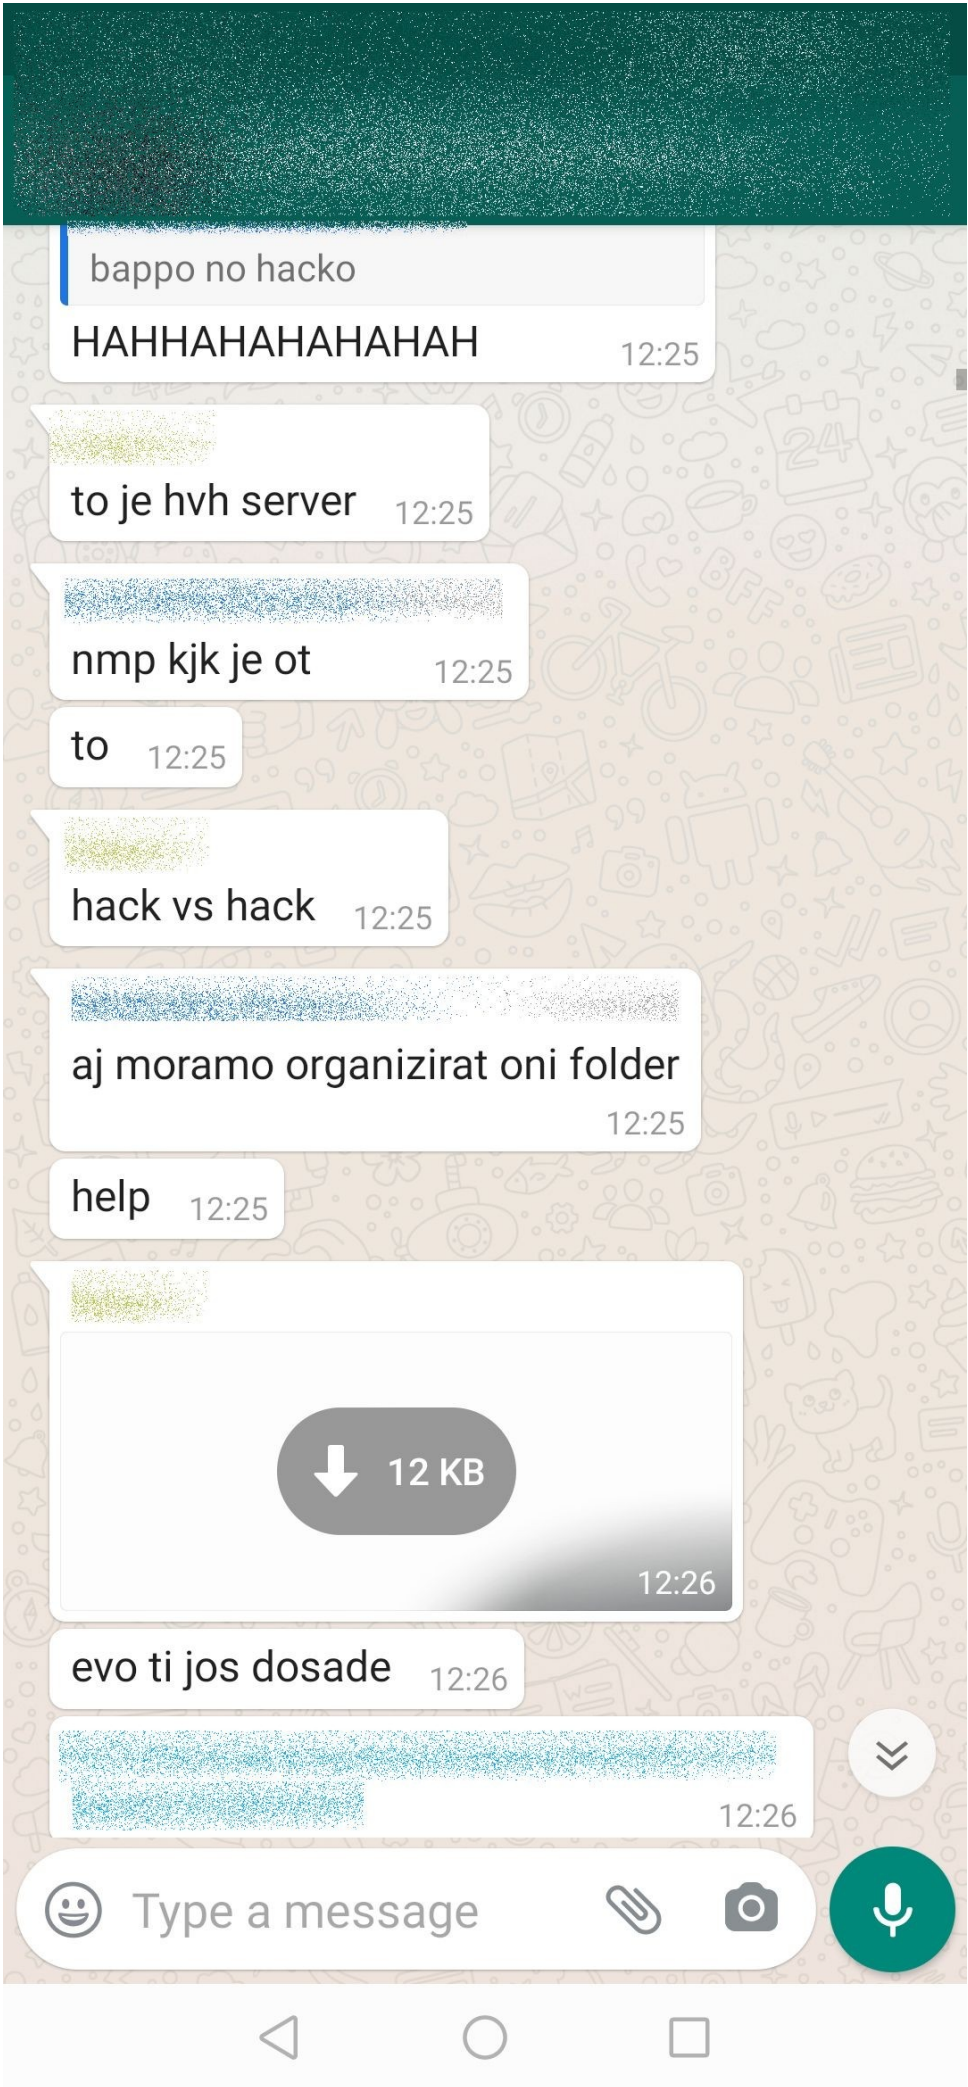 bappo no hacko
HAHHAHAHAHAHAH
12:25
to je hvh server
12:25
nmp kjk je ot
12:25
to
12:25
hack vs hack
12:25
aj moramo organizirat oni folder
12:25
help
12:25
12 KB
12:26
evo ti jos dosade
12:26
12:26
Type a message